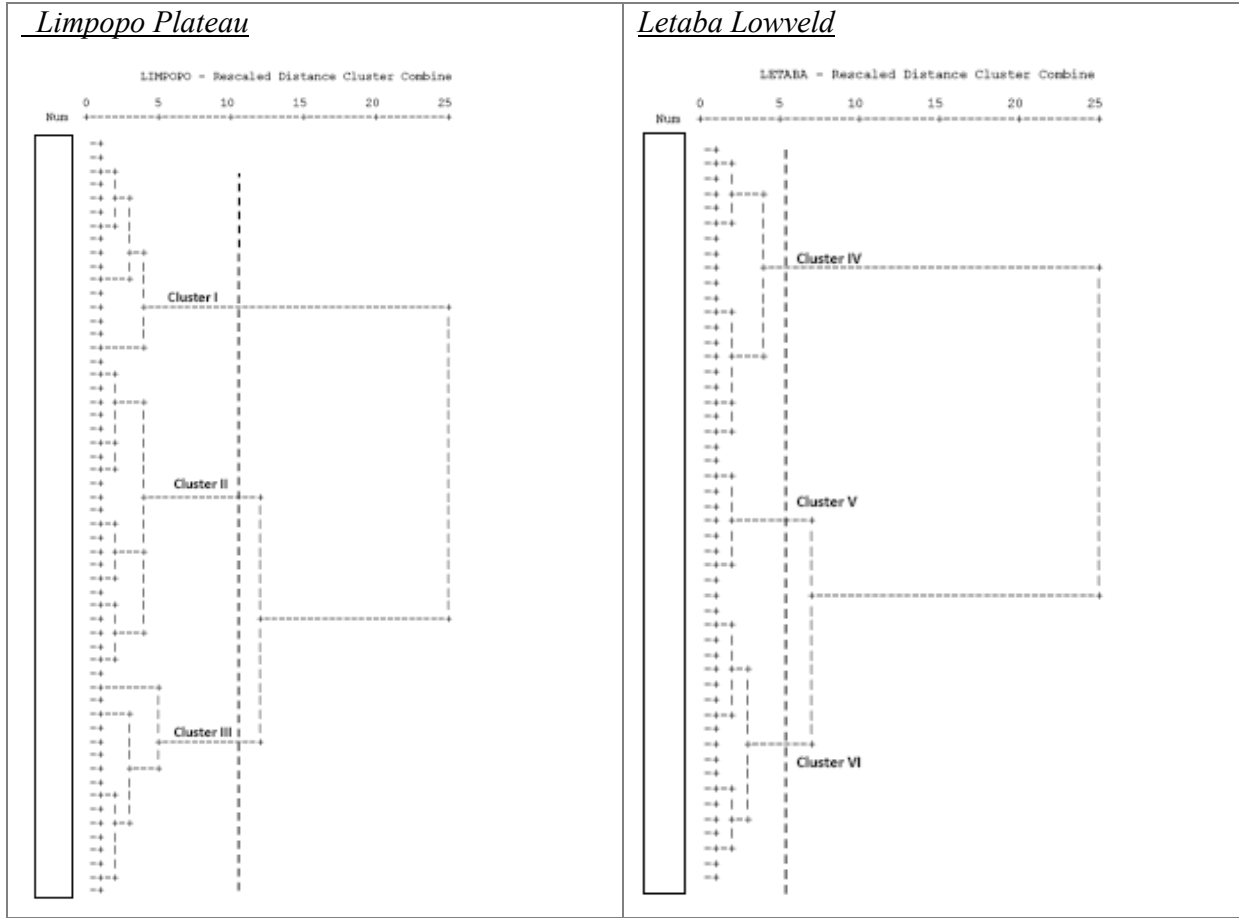 Limpopo Plateau
LIMPOPO - Rescaled Distance Cluster Combine
0 5 10 15 20 25
Num
Cluster I
Cluster II
Cluster III
Letaba Lowveld
LETABA - Rescaled Distance Cluster Combine
0 5 10 15 20 25
Num
Cluster IV
Cluster V
Cluster VI